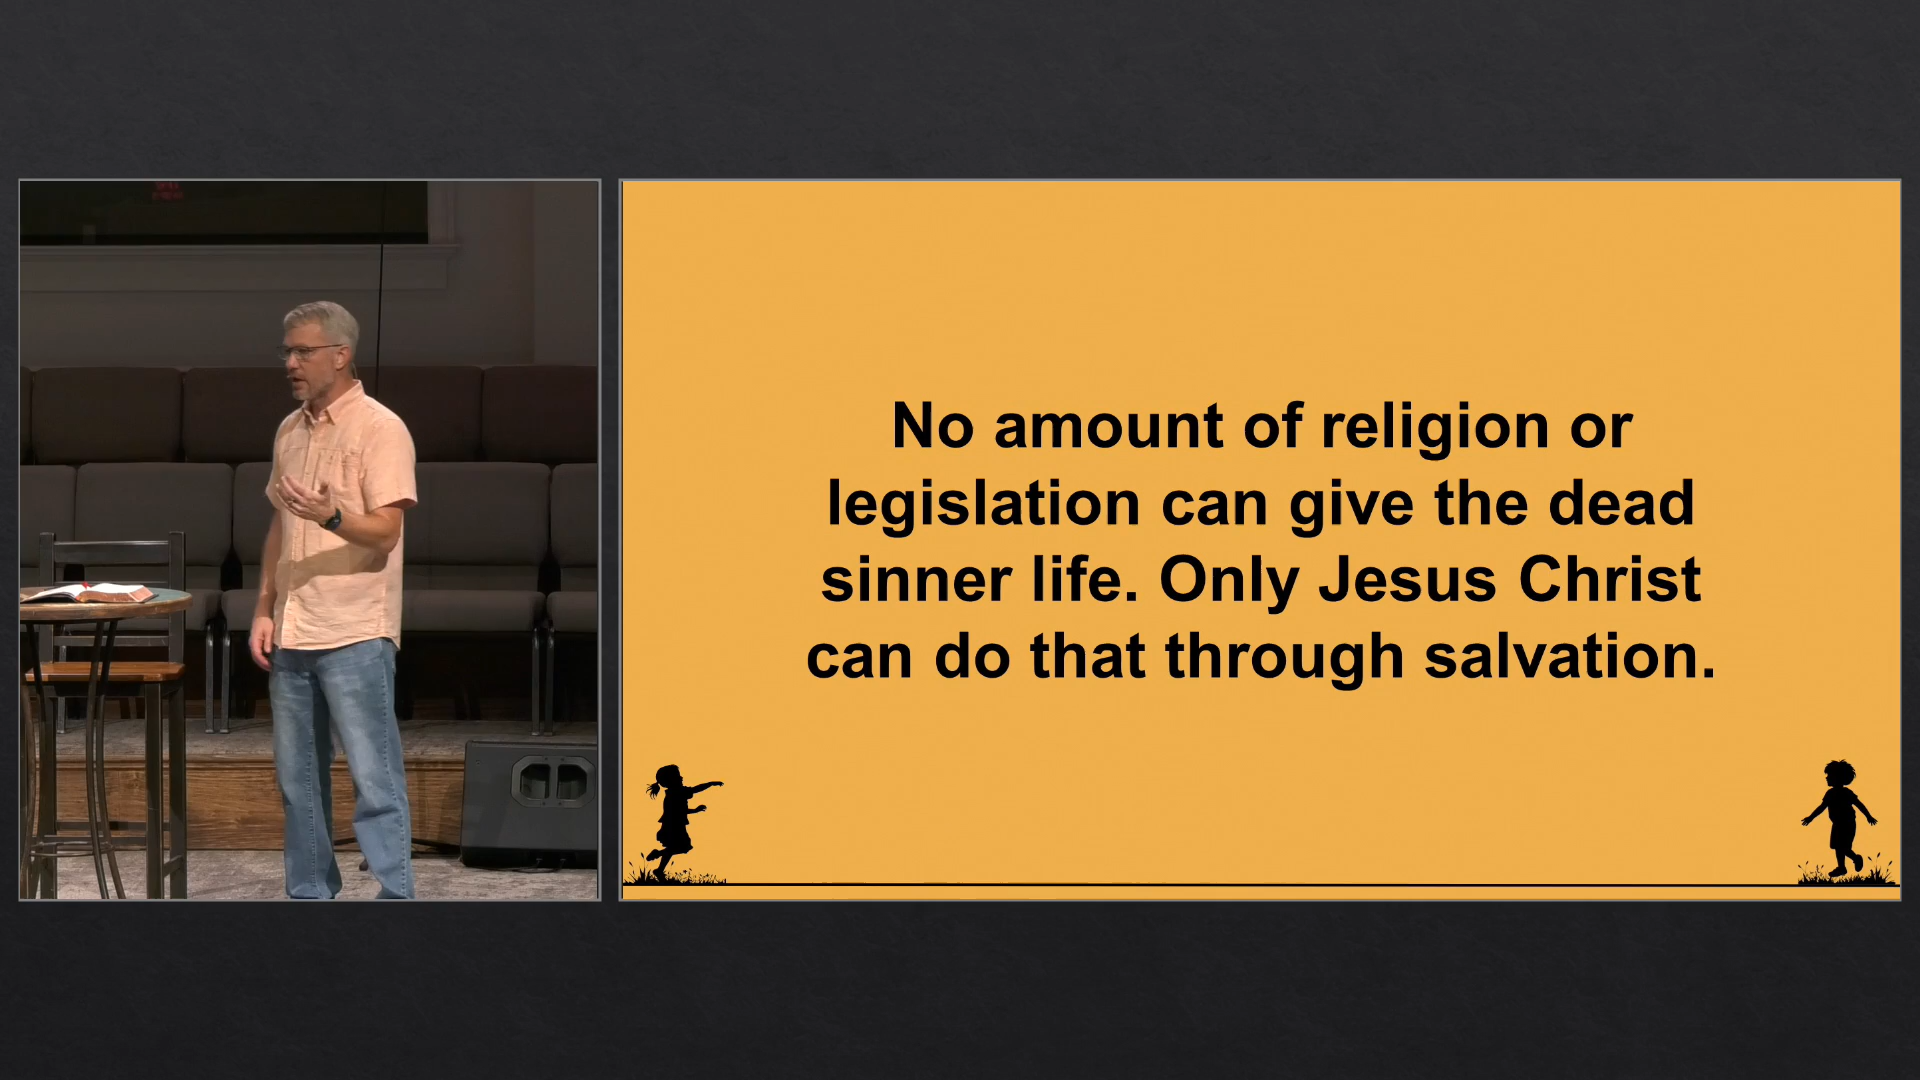 No amount of religion or
legislation can give the dead
sinner life. Only Jesus Christ
can do that through salvation.